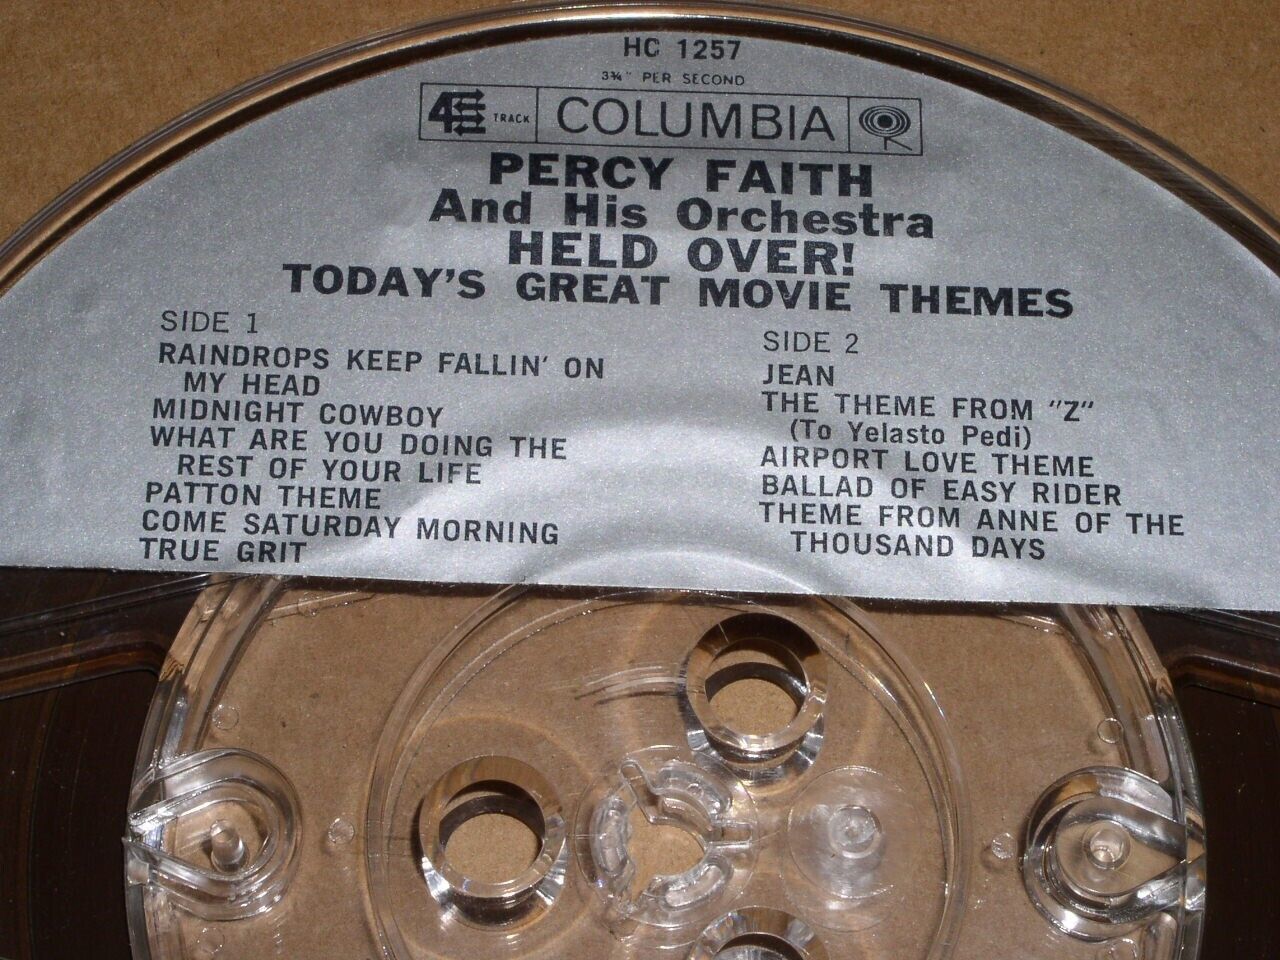 HC 1257
3¾" PER SECOND
4 TRACK COLUMBIA
PERCY FAITH
And His Orchestra
HELD OVER!
TODAY'S GREAT MOVIE THEMES
SIDE 1
RAINDROPS KEEP FALLIN' ON
MY HEAD
MIDNIGHT COWBOY
WHAT ARE YOU DOING THE
REST OF YOUR LIFE
PATTON THEME
COME SATURDAY MORNING
TRUE GRIT
SIDE 2
JEAN
THE THEME FROM "Z"
(To Yelasto Pedi)
AIRPORT LOVE THEME
BALLAD OF EASY RIDER
THEME FROM ANNE OF THE
THOUSAND DAYS